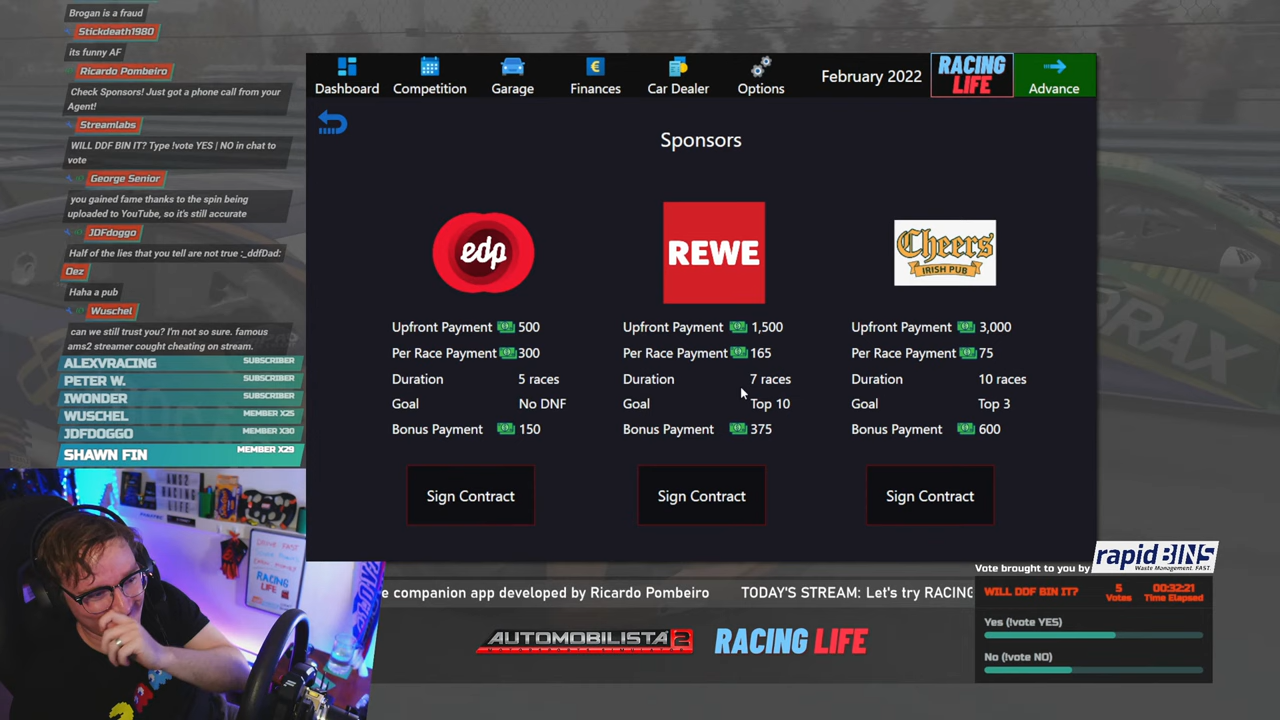 Brogan is a fraud
Stickdeath1980
its funny AF
Ricardo Pombeiro
Check Sponsors! Just got a phone call from your
Agent!
Streamlabs
WILL DDF BIN IT? Type !vote YES | NO in chat to
vote
George Senior
you gained fame thanks to the spin being
uploaded to YouTube, so it's still accurate
JDFdoggo
Half of the lies that you tell are not true :_ddfDad:
Oez
Haha a pub
Wuschel
can we still trust you? I'm not so sure. famous
ams2 streamer cought cheating on stream.
ALEXVRACING SUBSCRIBER
PETER W. SUBSCRIBER
IWONDER SUBSCRIBER
WUSCHEL MEMBER X25
JDFDOGGO MEMBER X30
SHAWN FIN MEMBER X29
Dashboard Competition Garage Finances Car Dealer Options February 2022 RACING LIFE Advance
Sponsors
edp REWE Cheers IRISH PUB
Upfront Payment 500 Upfront Payment 1,500 Upfront Payment 3,000
Per Race Payment 300 Per Race Payment 165 Per Race Payment 75
Duration 5 races Duration 7 races Duration 10 races
Goal No DNF Goal Top 10 Goal Top 3
Bonus Payment 150 Bonus Payment 375 Bonus Payment 600
Sign Contract Sign Contract Sign Contract
Vote brought to you by rapidBINS
Waste Management. FAST.
e companion app developed by Ricardo Pombeiro TODAY'S STREAM: Let's try RACING
AUTOMOBILISTA 2 RACING LIFE
WILL DDF BIN IT? 5 Votes 00:32:21 Time Elapsed
Yes (!vote YES)
No (!vote NO)
AMS2
RACING
LIFE
RACING
LIFE